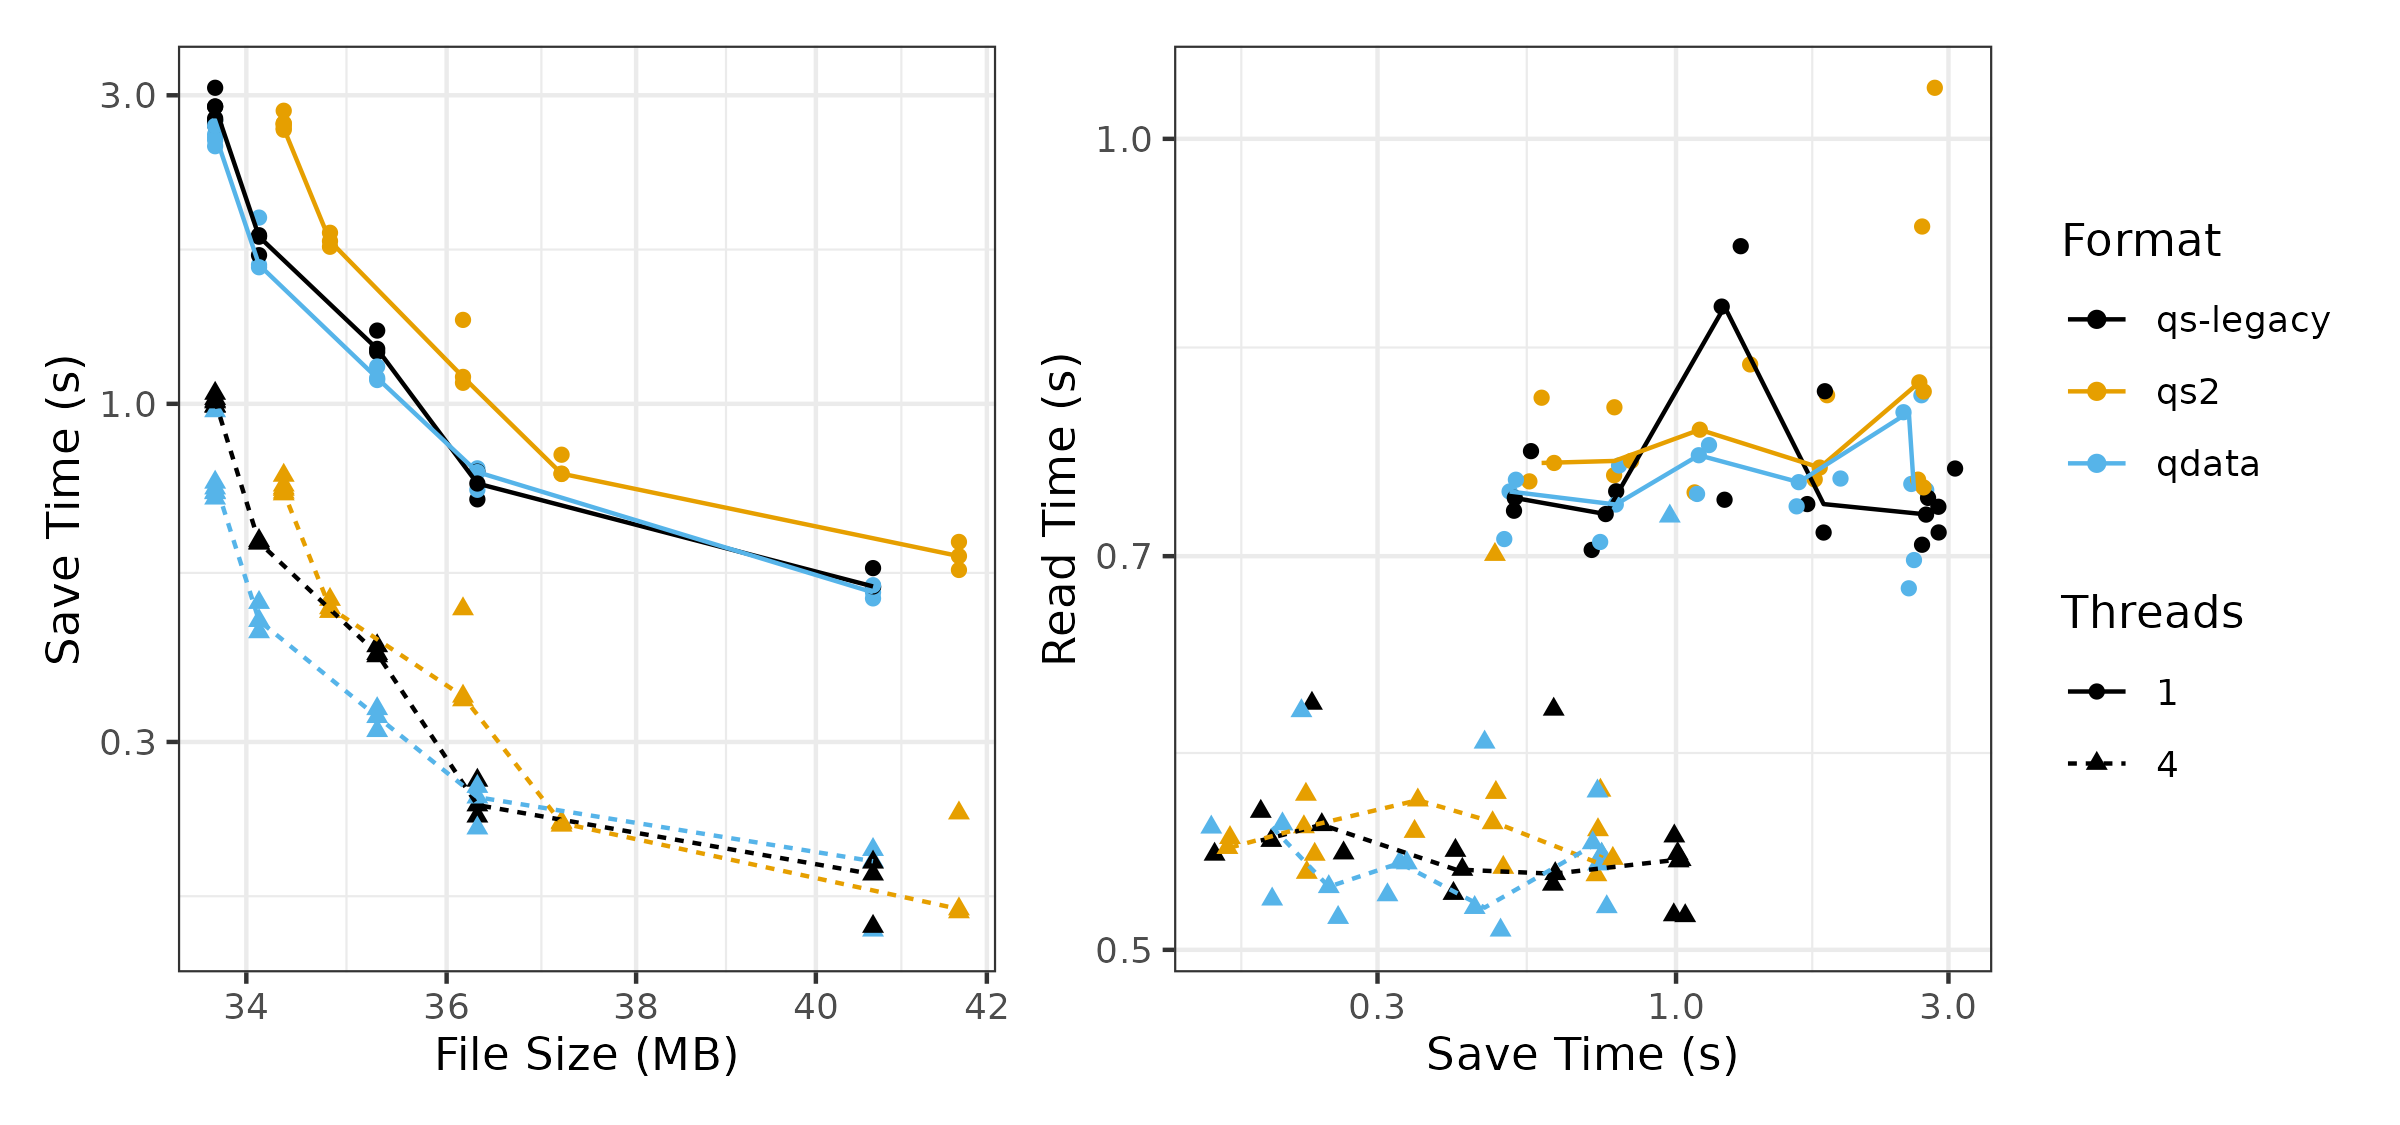 3.0
1.0
0.3
Save Time (s)
34 36 38 40 42
File Size (MB)
1.0
0.7
0.5
Read Time (s)
0.3 1.0 3.0
Save Time (s)
Format
qs-legacy
qs2
qdata
Threads
1
4